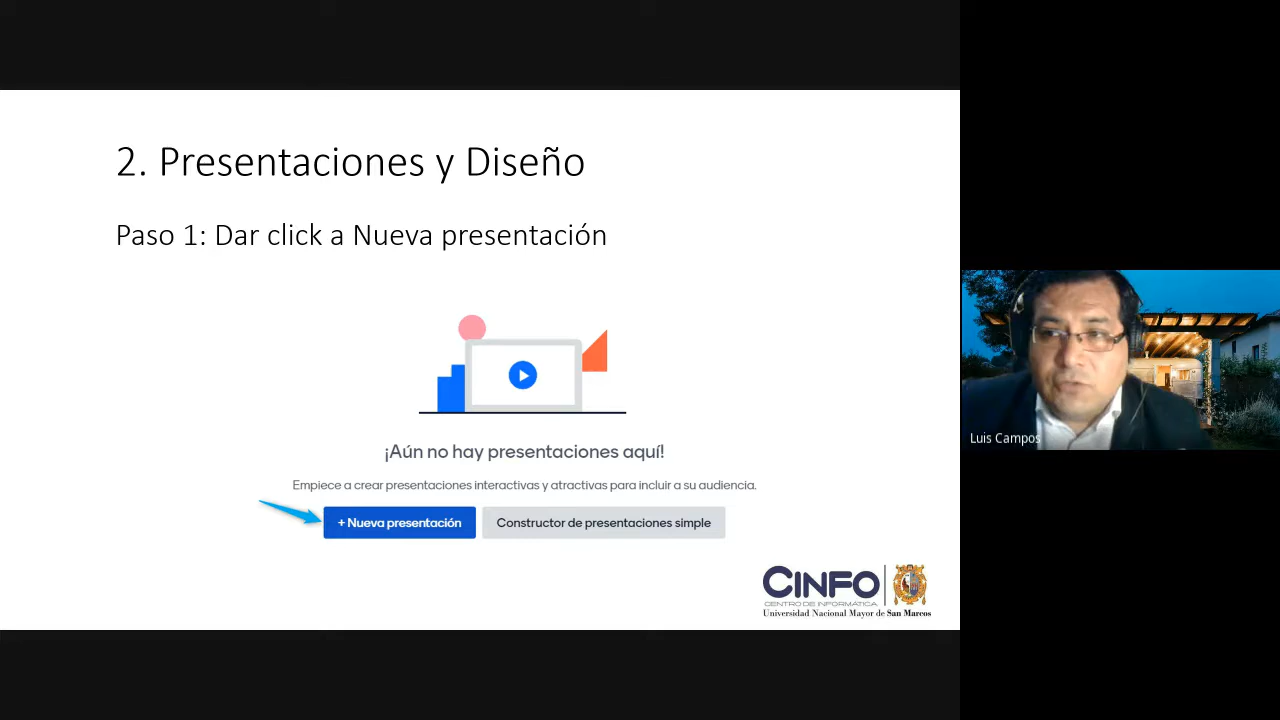 2. Presentaciones y Diseño
Paso 1: Dar click a Nueva presentación
¡Aún no hay presentaciones aquí!
Empiece a crear presentaciones interactivas y atractivas para incluir a su audiencia.
+ Nueva presentación
Constructor de presentaciones simple
CINFO
CENTRO DE INFORMÁTICA
Universidad Nacional Mayor de San Marcos
Luis Campos